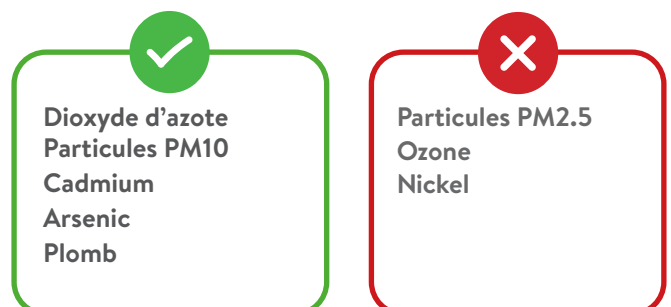 Dioxyde d'azote
Particules PM10
Cadmium
Arsenic
Plomb
Particules PM2.5
Ozone
Nickel